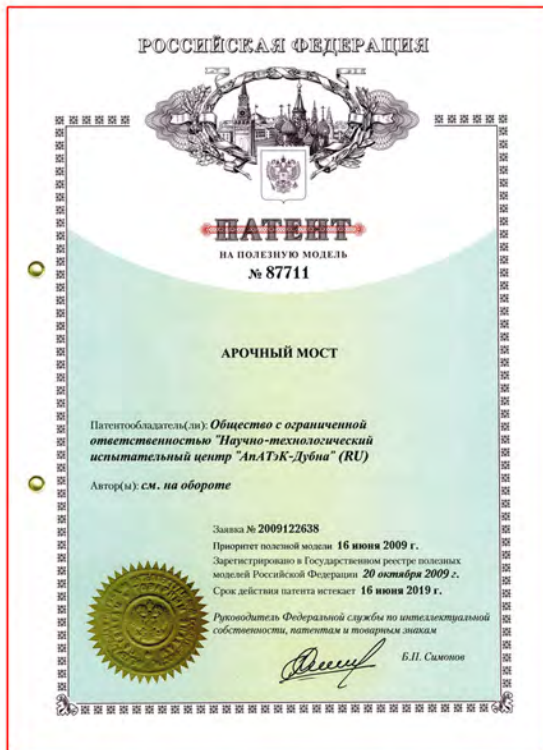 РОССИЙСКАЯ ФЕДЕРАЦИЯ
ПАТЕНТ
НА ПОЛЕЗНУЮ МОДЕЛЬ
№ 87711
АРОЧНЫЙ МОСТ
Патентообладатель(ли): Общество с ограниченной
ответственностью "Научно-технологический
испытательный центр "АпАТэК-Дубна" (RU)
Автор(ы): см. на обороте
Заявка № 2009122638
Приоритет полезной модели 16 июня 2009 г.
Зарегистрировано в Государственном реестре полезных
моделей Российской Федерации 20 октября 2009 г.
Срок действия патента истекает 16 июня 2019 г.
Руководитель Федеральной службы по интеллектуальной
собственности, патентам и товарным знакам
Б.П. Симонов